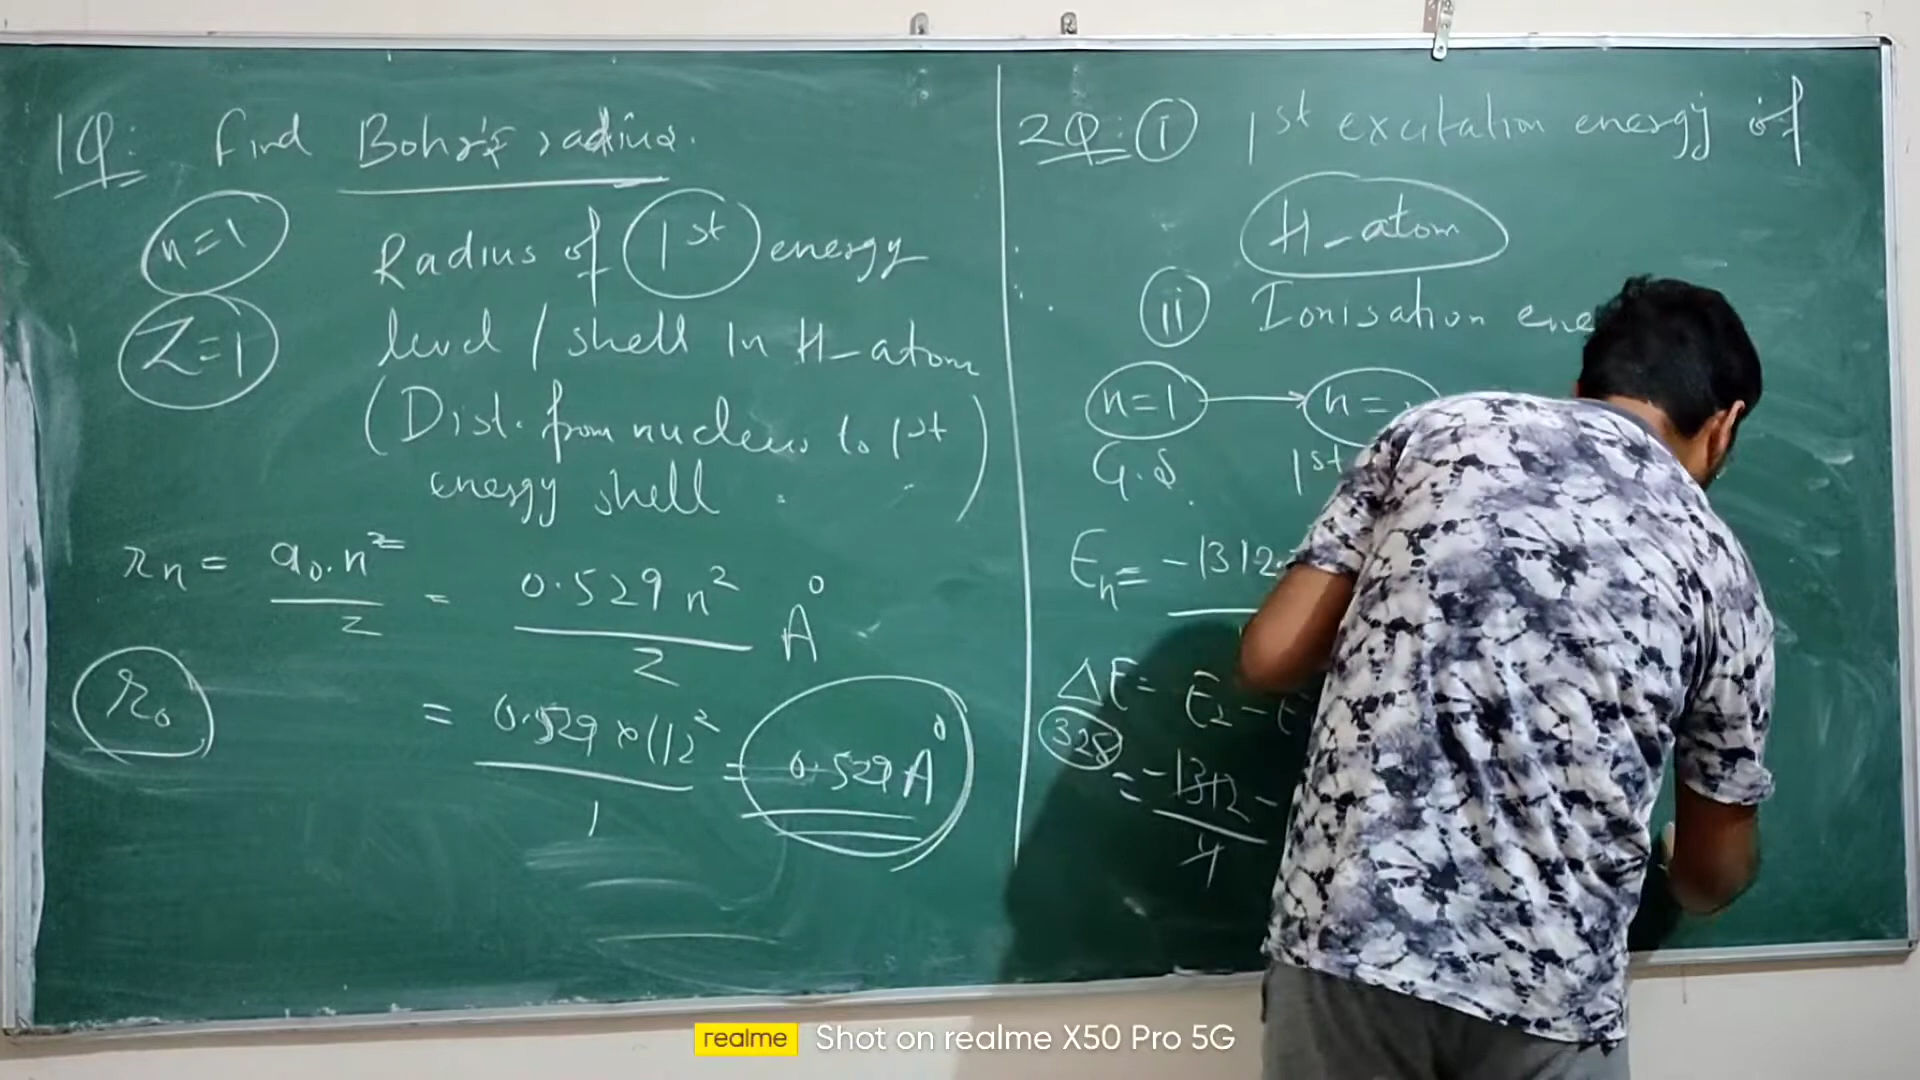 1Q: Find Bohr's radius.
n=1
Radius of 1st energy
Z=1
level / shell in H-atom
(Dist. from nucleus to 1st
energy shell)
rn = a0.n² / Z = 0.529 n² / Z A°
r0
= 0.529 x (1)² / 1 = 0.529 A°
2Q: i 1st excitation energy of
H-atom
ii Ionisation ene
n=1 → n=
G.S 1st
En = -1312
ΔE = E2 -
328
= -1312 / 4 -
realme Shot on realme X50 Pro 5G